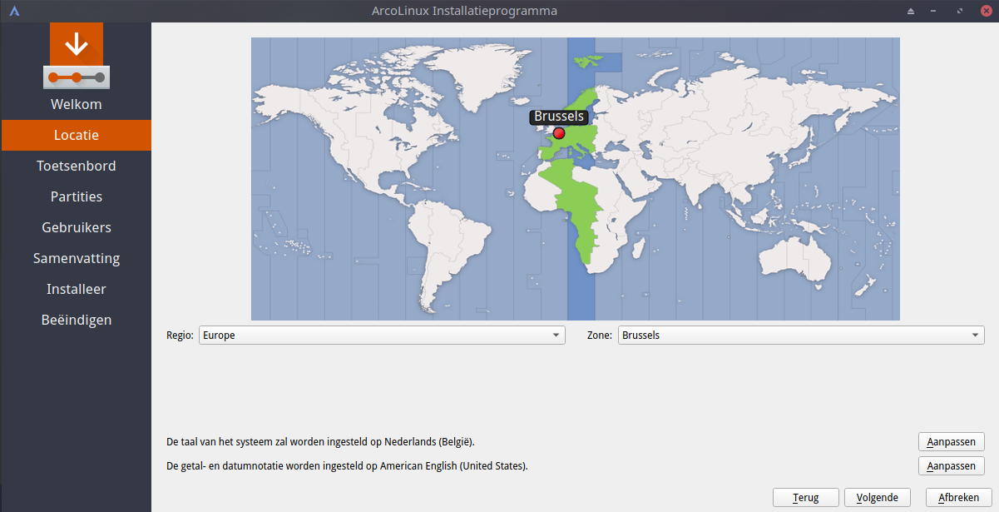 ArcoLinux Installatieprogramma
Welkom
Locatie
Toetsenbord
Partities
Gebruikers
Samenvatting
Installeer
Beëindigen
Brussels
Regio: Europe Zone: Brussels
De taal van het systeem zal worden ingesteld op Nederlands (België). Aanpassen
De getal- en datumnotatie worden ingesteld op American English (United States). Aanpassen
Terug Volgende Afbreken